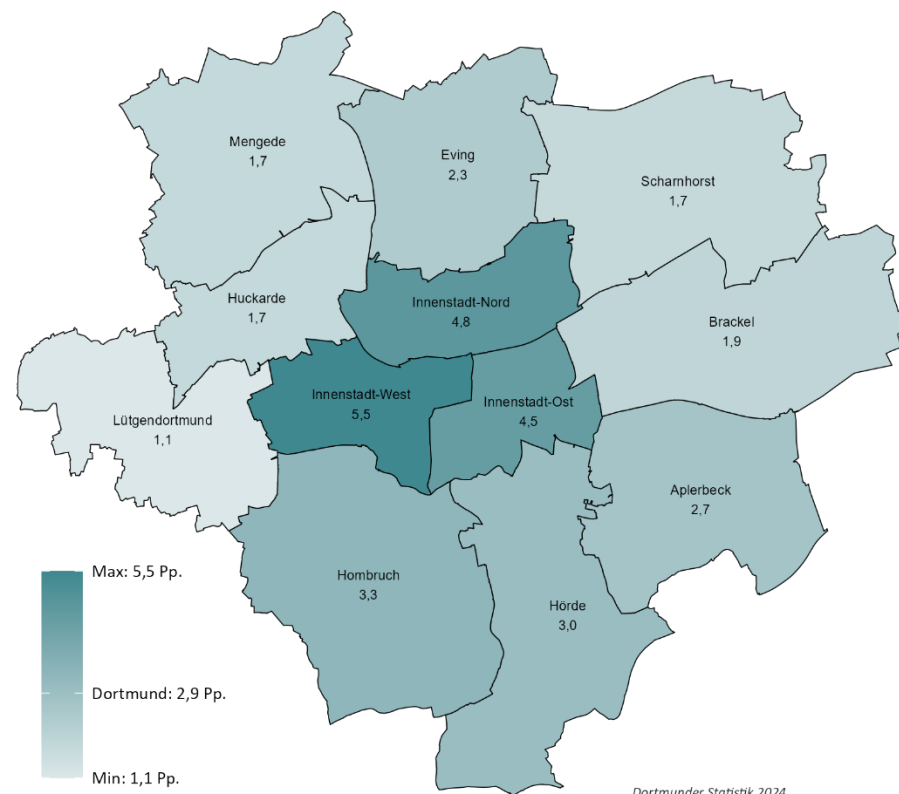 Mengede
1,7
Eving
2,3
Scharnhorst
1,7
Huckarde
1,7
Innenstadt-Nord
4,8
Brackel
1,9
Lütgendortmund
1,1
Innenstadt-West
5,5
Innenstadt-Ost
4,5
Aplerbeck
2,7
Hombruch
3,3
Hörde
3,0
Max: 5,5 Pp.
Dortmund: 2,9 Pp.
Min: 1,1 Pp.
Dortmunder Statistik 2024